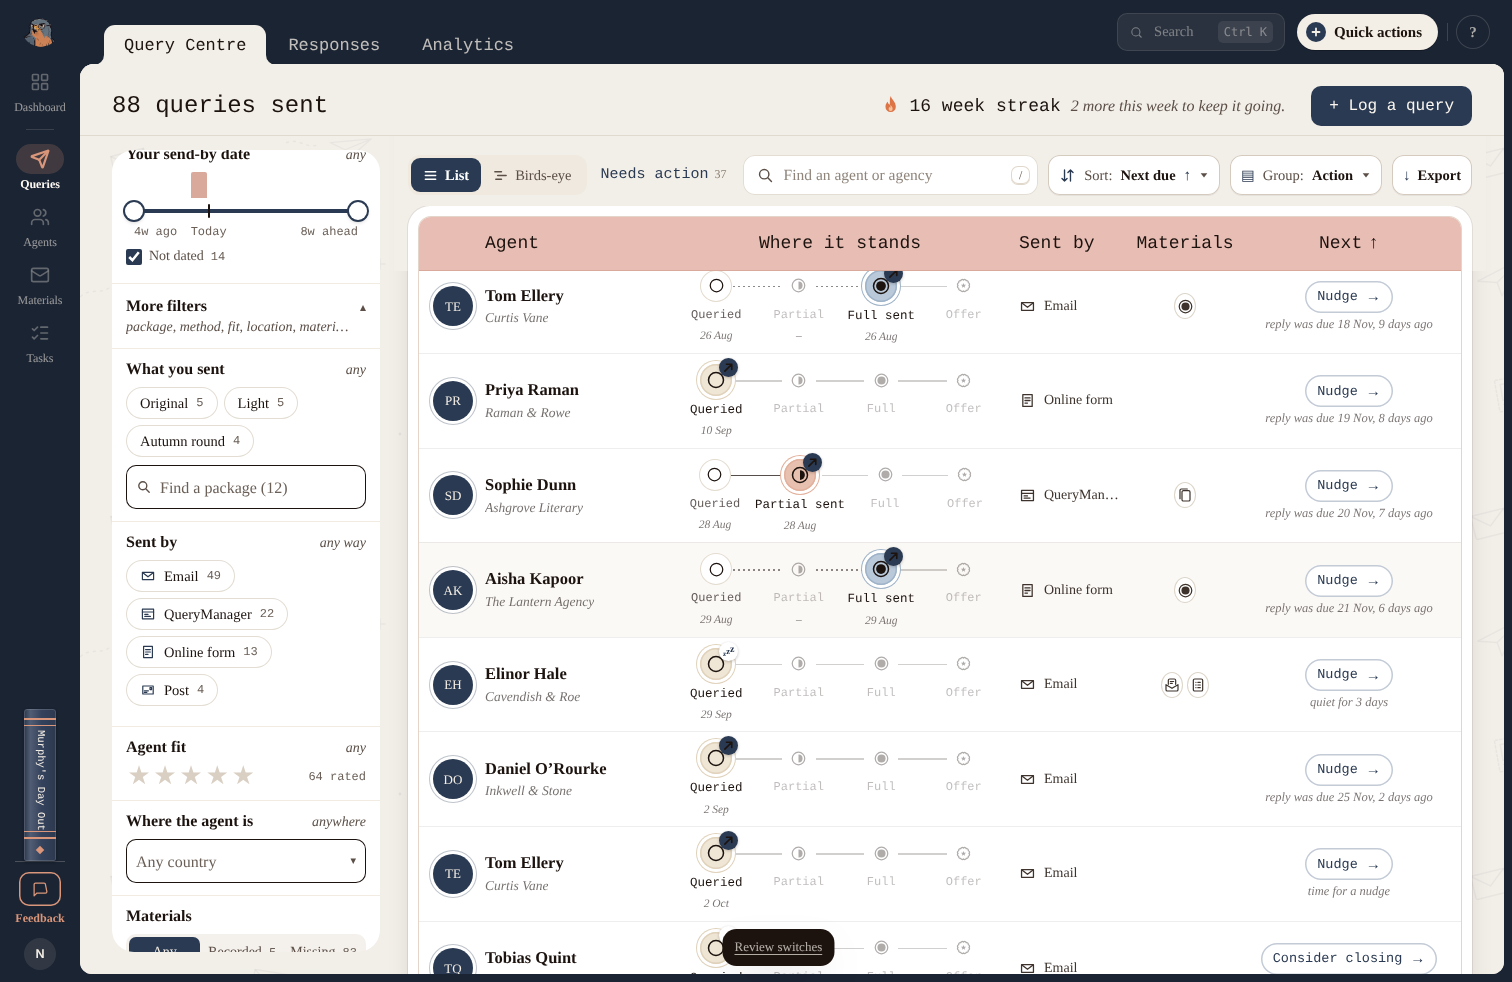 Query Centre
Responses
Analytics
Search
Ctrl K
Quick actions
?
Dashboard
Queries
Agents
Materials
Tasks
Murphy's Day Out
Feedback
N
88 queries sent
16 week streak 2 more this week to keep it going.
+ Log a query
Your send-by date any
4w ago Today 8w ahead
Not dated 14
More filters
package, method, fit, location, materi…
What you sent any
Original 5
Light 5
Autumn round 4
Find a package (12)
Sent by any way
Email 49
QueryManager 22
Online form 13
Post 4
Agent fit any
64 rated
Where the agent is anywhere
Any country
Materials
Any Recorded 5 Missing 83
List
Birds-eye
Needs action 37
Find an agent or agency /
Sort: Next due ↑
Group: Action
↓ Export
Agent Where it stands Sent by Materials Next ↑
TE
Tom Ellery
Curtis Vane
Queried Partial Full sent Offer
26 Aug – 26 Aug
Email
Nudge →
reply was due 18 Nov, 9 days ago
PR
Priya Raman
Raman & Rowe
Queried Partial Full Offer
10 Sep
Online form
Nudge →
reply was due 19 Nov, 8 days ago
SD
Sophie Dunn
Ashgrove Literary
Queried Partial sent Full Offer
28 Aug 28 Aug
QueryMan…
Nudge →
reply was due 20 Nov, 7 days ago
AK
Aisha Kapoor
The Lantern Agency
Queried Partial Full sent Offer
29 Aug – 29 Aug
Online form
Nudge →
reply was due 21 Nov, 6 days ago
EH
Elinor Hale
Cavendish & Roe
zzz
Queried Partial Full Offer
29 Sep
Email
Nudge →
quiet for 3 days
DO
Daniel O’Rourke
Inkwell & Stone
Queried Partial Full Offer
2 Sep
Email
Nudge →
reply was due 25 Nov, 2 days ago
TE
Tom Ellery
Curtis Vane
Queried Partial Full Offer
2 Oct
Email
Nudge →
time for a nudge
TQ
Tobias Quint
Email
Consider closing →
Review switches